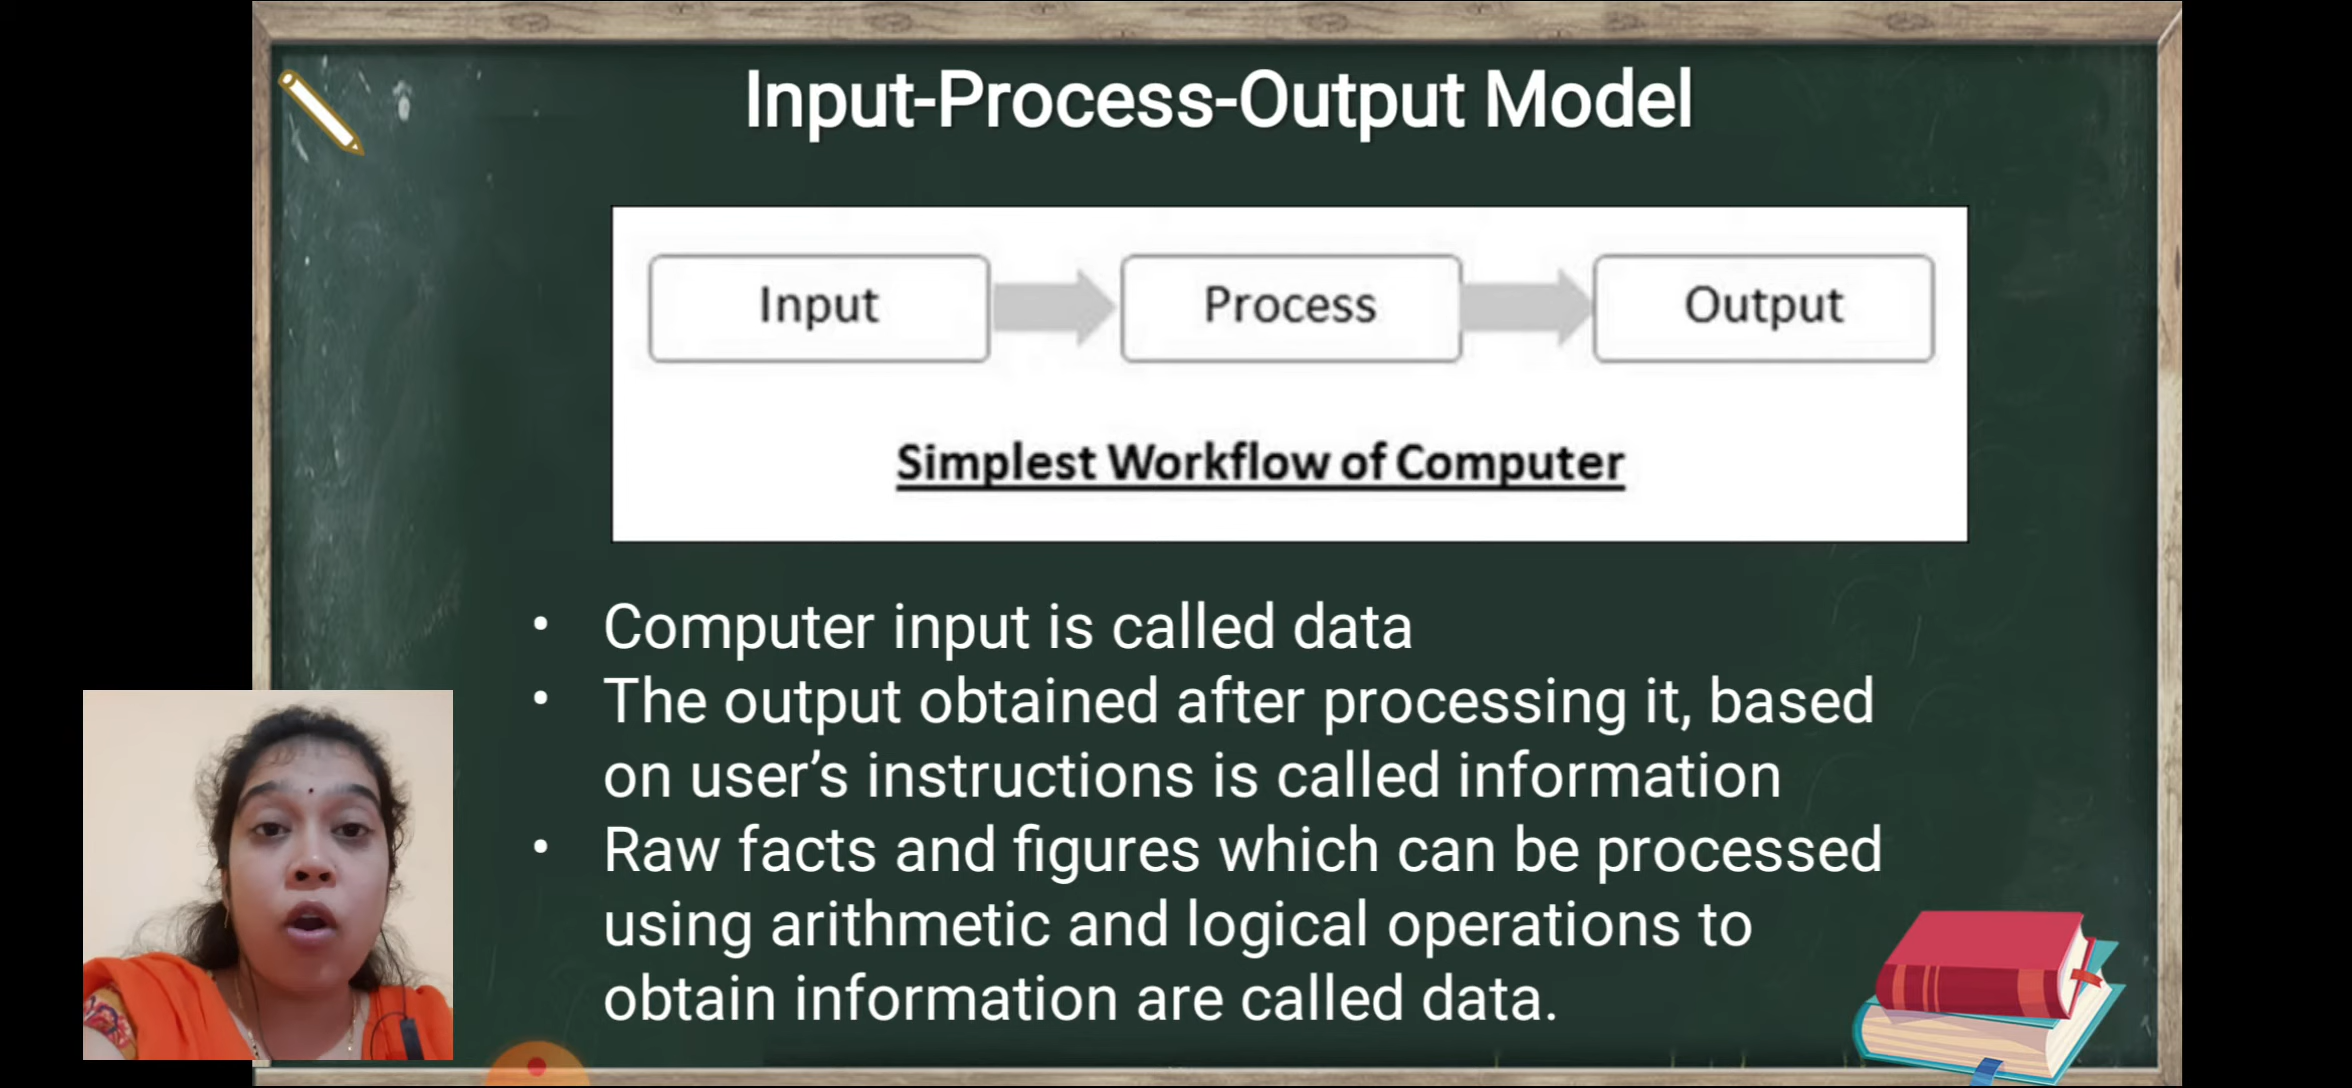 Input-Process-Output Model
Input
Process
Output
Simplest Workflow of Computer
• Computer input is called data
• The output obtained after processing it, based
on user’s instructions is called information
• Raw facts and figures which can be processed
using arithmetic and logical operations to
obtain information are called data.